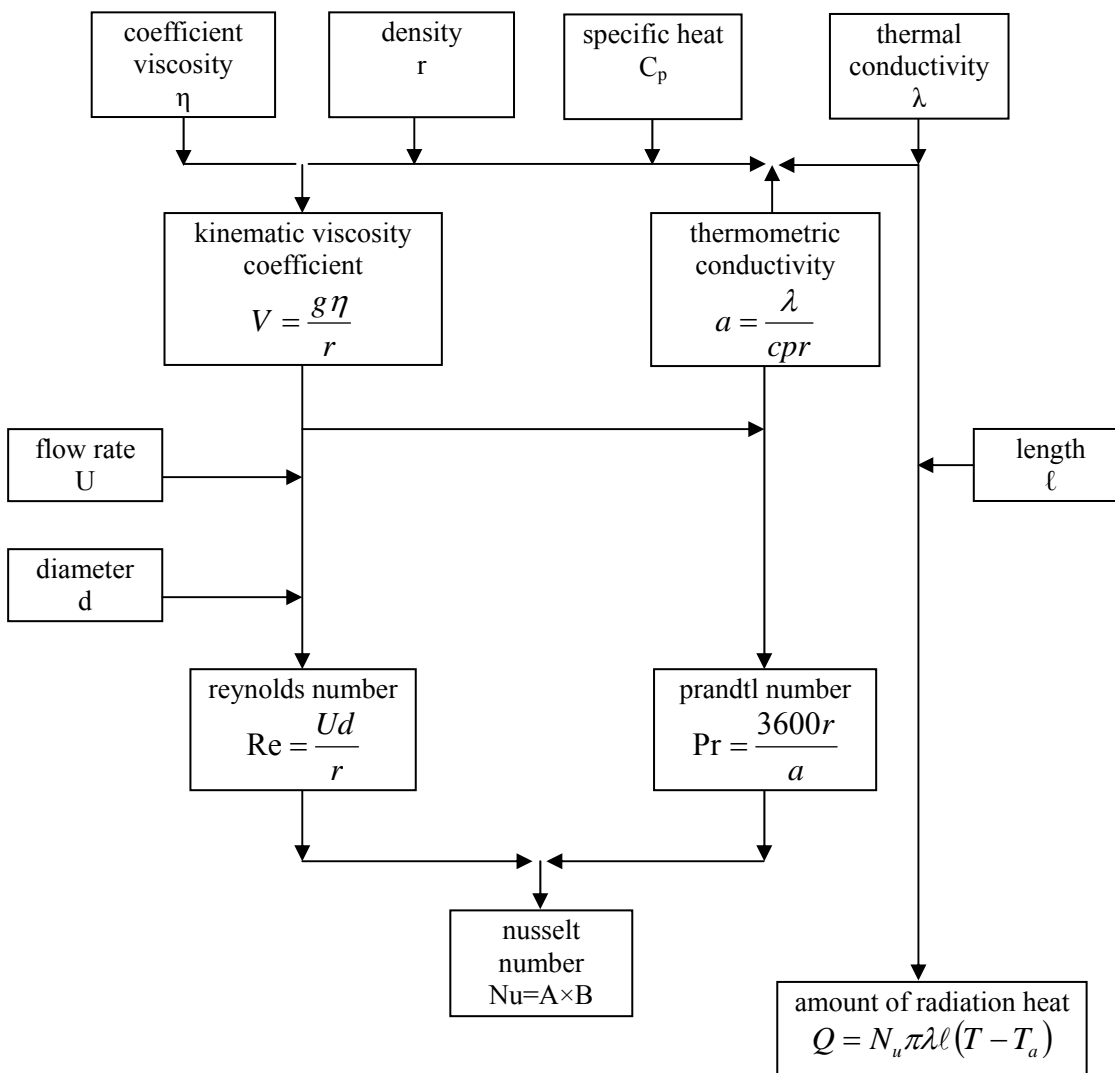 coefficient
viscosity
η
density
r
specific heat
Cₚ
thermal
conductivity
λ
kinematic viscosity
coefficient
V = gη/r
thermometric
conductivity
a = λ/cpr
flow rate
U
length
ℓ
diameter
d
reynolds number
Re = Ud/r
prandtl number
Pr = 3600r/a
nusselt
number
Nu=A×B
amount of radiation heat
Q = Nᵤπλℓ(T − Tₐ)